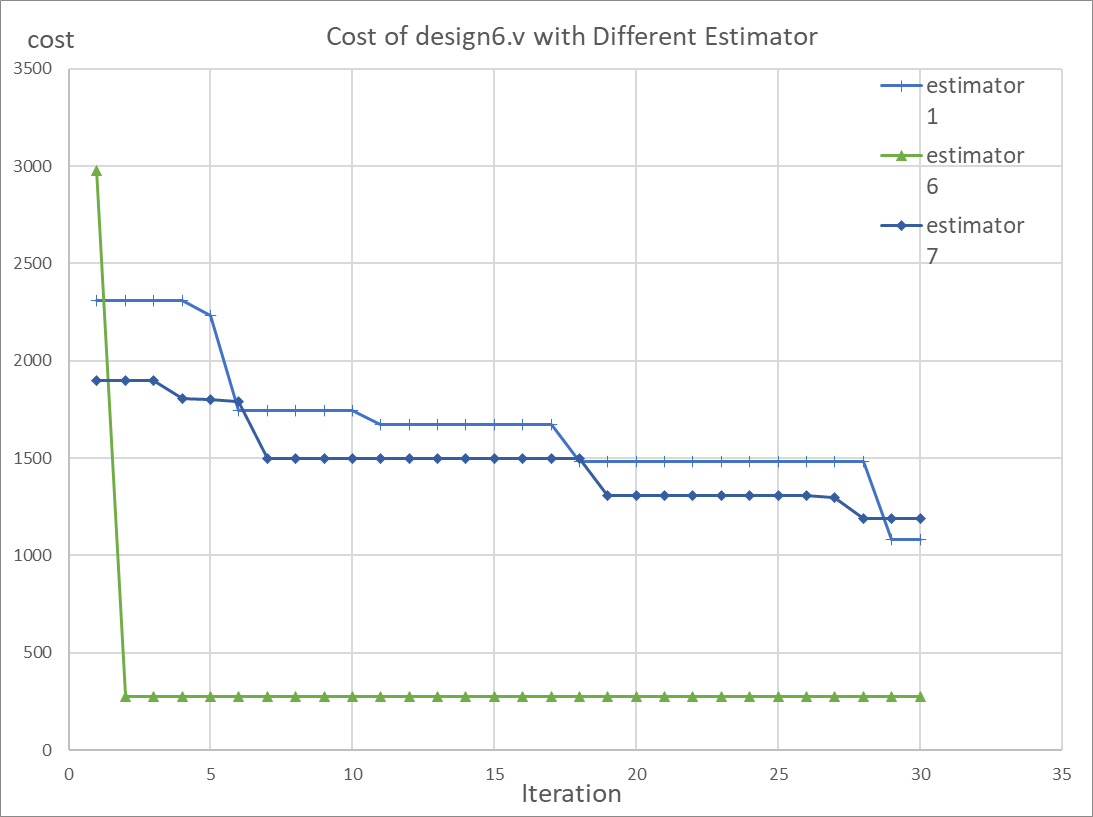 Cost of design6.v with Different Estimator
cost
3500
3000
2500
2000
1500
1000
500
0
0 5 10 15 20 25 30 35
Iteration
estimator
1
estimator
6
estimator
7